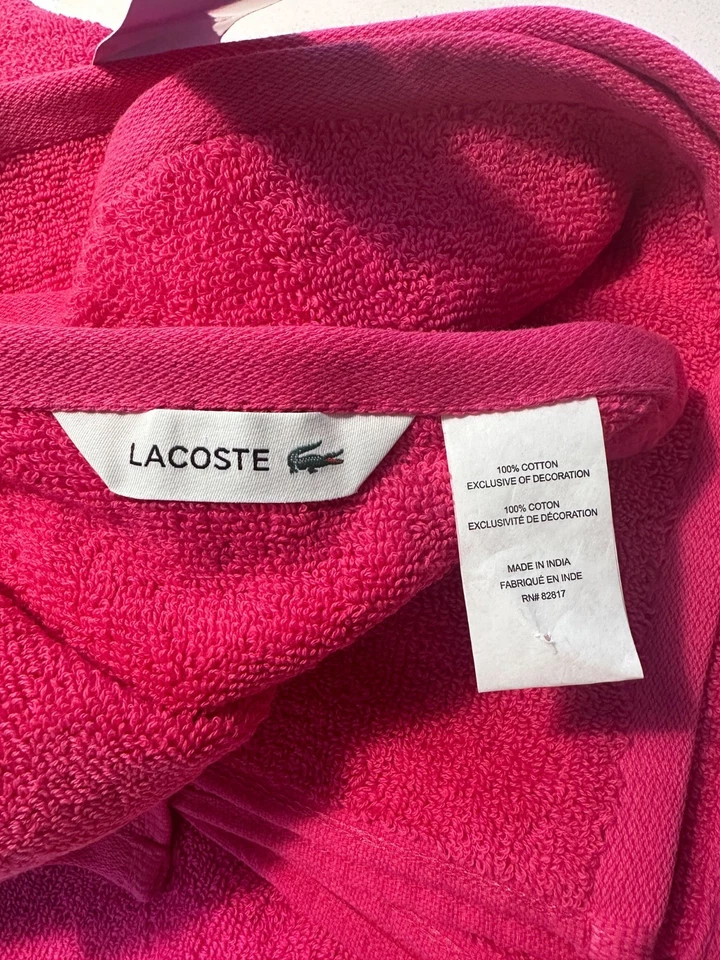 LACOSTE
100% COTTON
EXCLUSIVE OF DECORATION
100% COTON
EXCLUSIVITÉ DE DÉCORATION
MADE IN INDIA
FABRIQUÉ EN INDE
RN# 82817